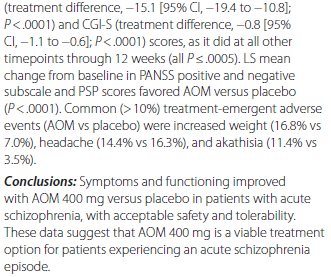 (treatment difference, −15.1 [95% CI, −19.4 to −10.8];
P<.0001) and CGI-S (treatment difference, −0.8 [95%
CI, −1.1 to −0.6]; P<.0001) scores, as it did at all other
timepoints through 12 weeks (all P≤.0005). LS mean
change from baseline in PANSS positive and negative
subscale and PSP scores favored AOM versus placebo
(P<.0001). Common (>10%) treatment-emergent adverse
events (AOM vs placebo) were increased weight (16.8% vs
7.0%), headache (14.4% vs 16.3%), and akathisia (11.4% vs
3.5%).
Conclusions: Symptoms and functioning improved
with AOM 400 mg versus placebo in patients with acute
schizophrenia, with acceptable safety and tolerability.
These data suggest that AOM 400 mg is a viable treatment
option for patients experiencing an acute schizophrenia
episode.